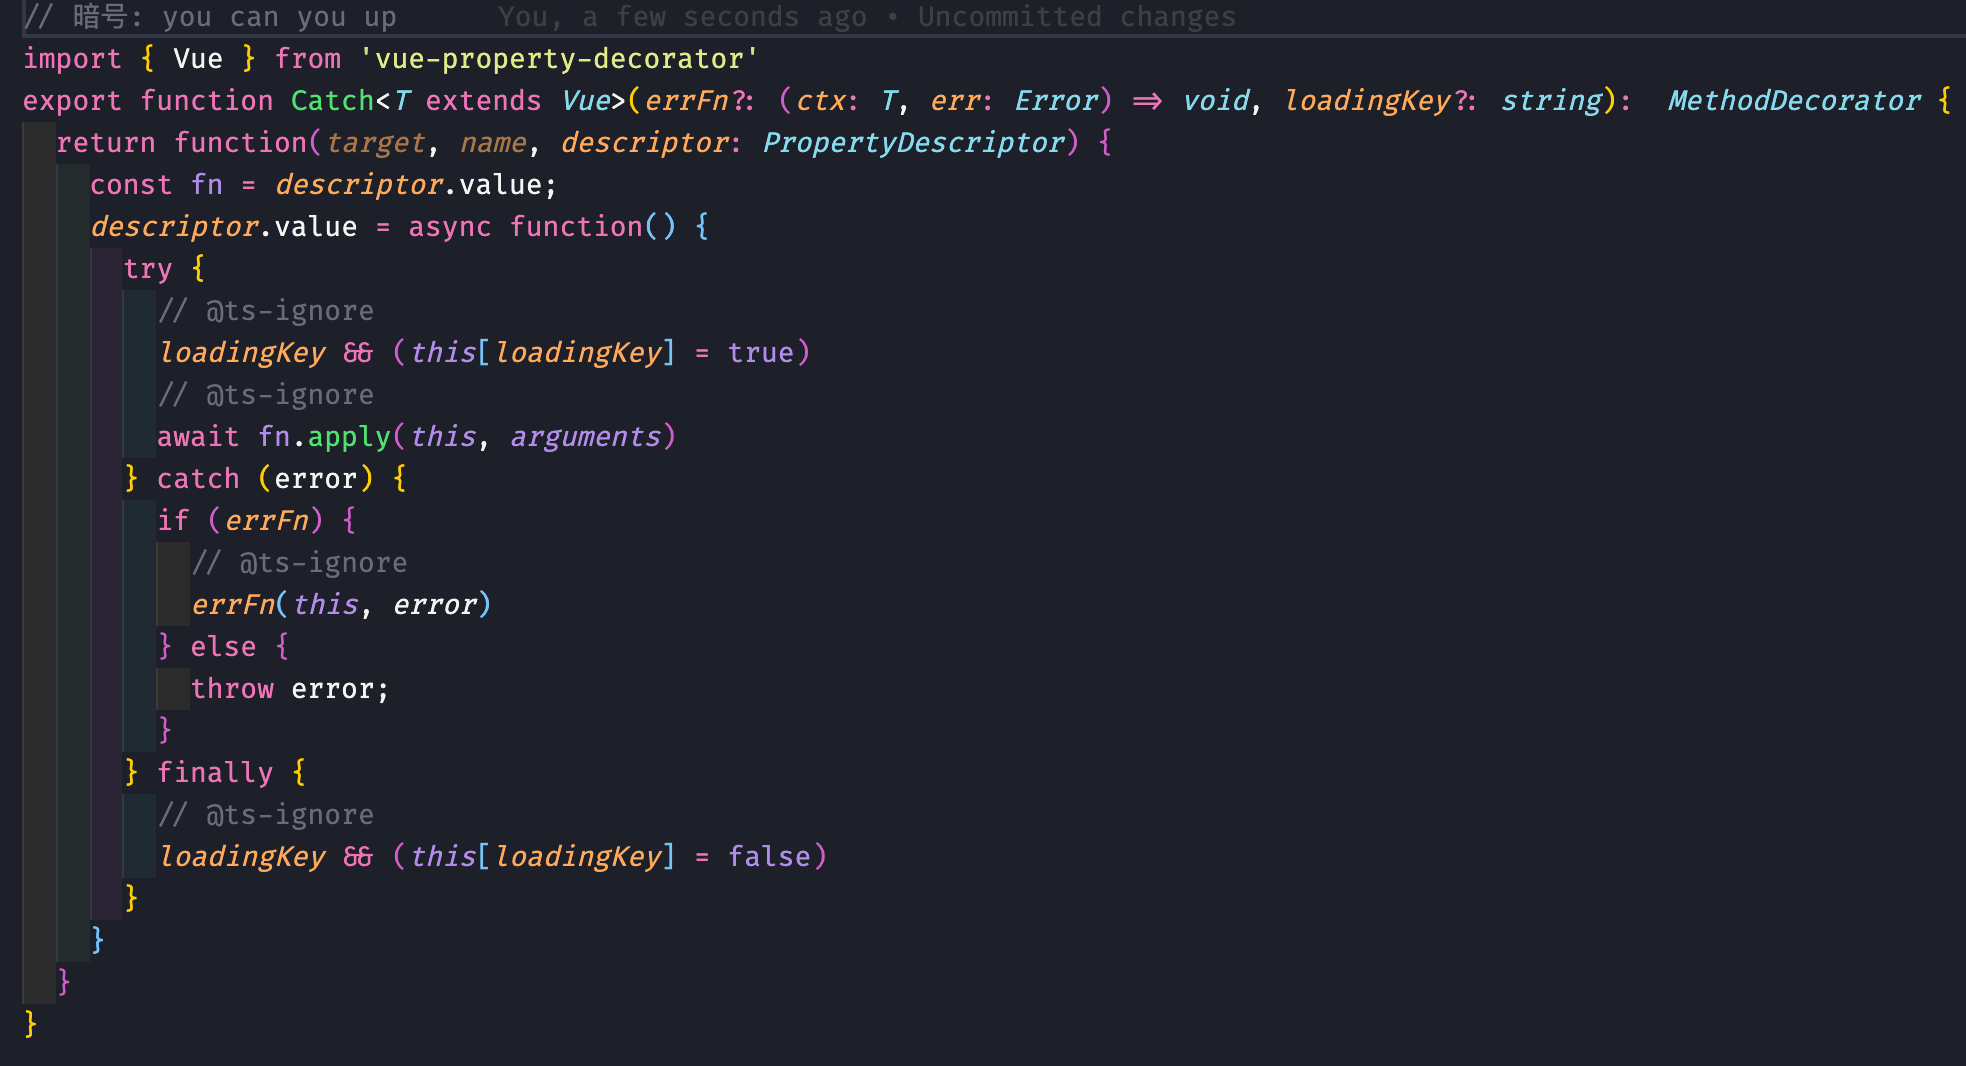 // 暗号: you can you up You, a few seconds ago • Uncommitted changes
import { Vue } from 'vue-property-decorator'
export function Catch<T extends Vue>(errFn?: (ctx: T, err: Error) => void, loadingKey?: string): MethodDecorator {
return function(target, name, descriptor: PropertyDescriptor) {
const fn = descriptor.value;
descriptor.value = async function() {
try {
// @ts-ignore
loadingKey && (this[loadingKey] = true)
// @ts-ignore
await fn.apply(this, arguments)
} catch (error) {
if (errFn) {
// @ts-ignore
errFn(this, error)
} else {
throw error;
}
} finally {
// @ts-ignore
loadingKey && (this[loadingKey] = false)
}
}
}
}